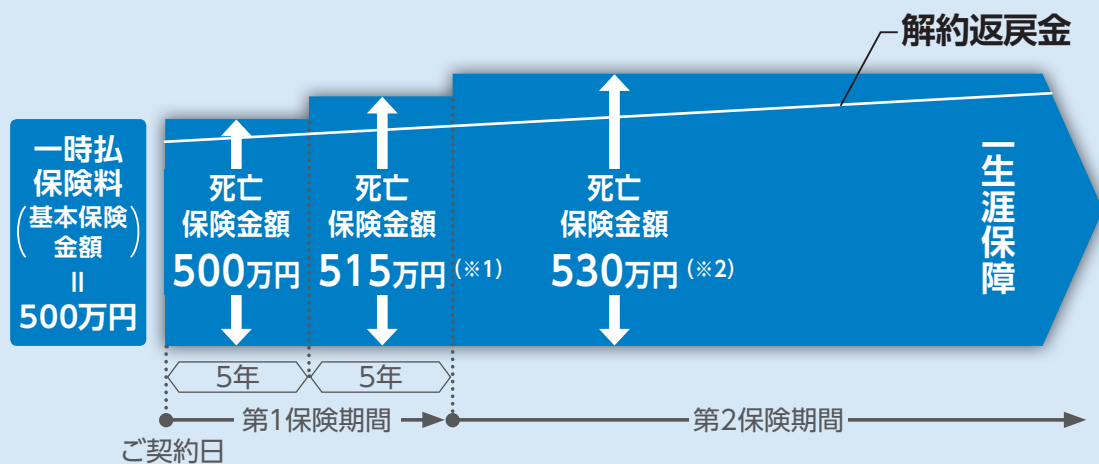 解約返戻金
一時払
保険料
(基本保険
金額)
=
500万円
死亡
保険金額
500万円
死亡
保険金額
515万円(※1)
死亡
保険金額
530万円(※2)
一生涯保障
5年
5年
第1保険期間
第2保険期間
ご契約日